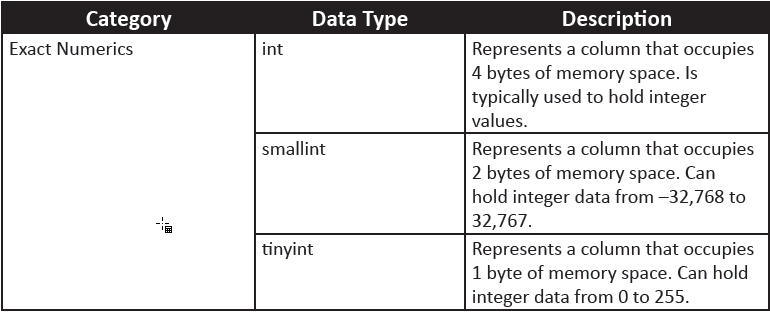 Category Data Type Description
Exact Numerics int Represents a column that occupies
4 bytes of memory space. Is
typically used to hold integer
values.
smallint Represents a column that occupies
2 bytes of memory space. Can
hold integer data from –32,768 to
32,767.
tinyint Represents a column that occupies
1 byte of memory space. Can hold
integer data from 0 to 255.